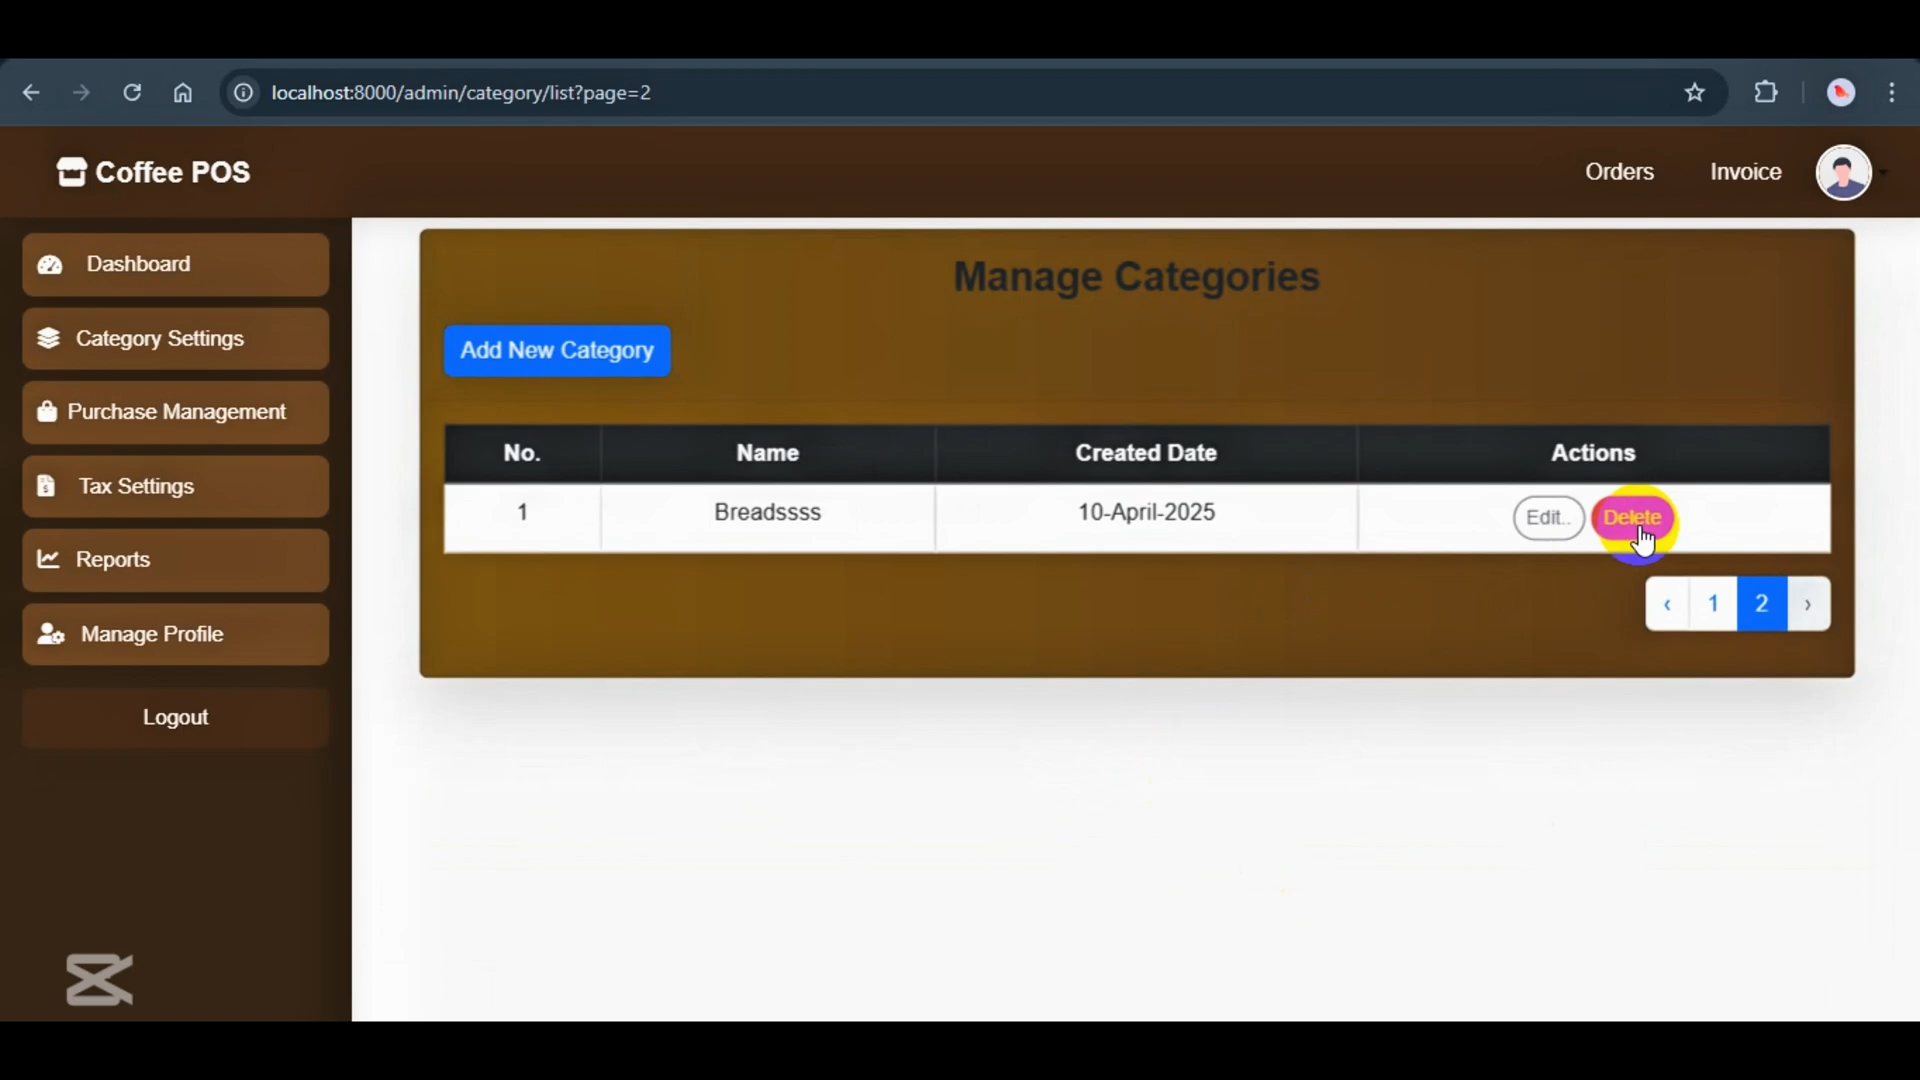 localhost:8000/admin/category/list?page=2
Coffee POS
Orders
Invoice
Dashboard
Category Settings
Purchase Management
Tax Settings
Reports
Manage Profile
Logout
Manage Categories
Add New Category
No. Name Created Date Actions
1 Breadssss 10-April-2025 Edit.. Delete
‹ 1 2 ›